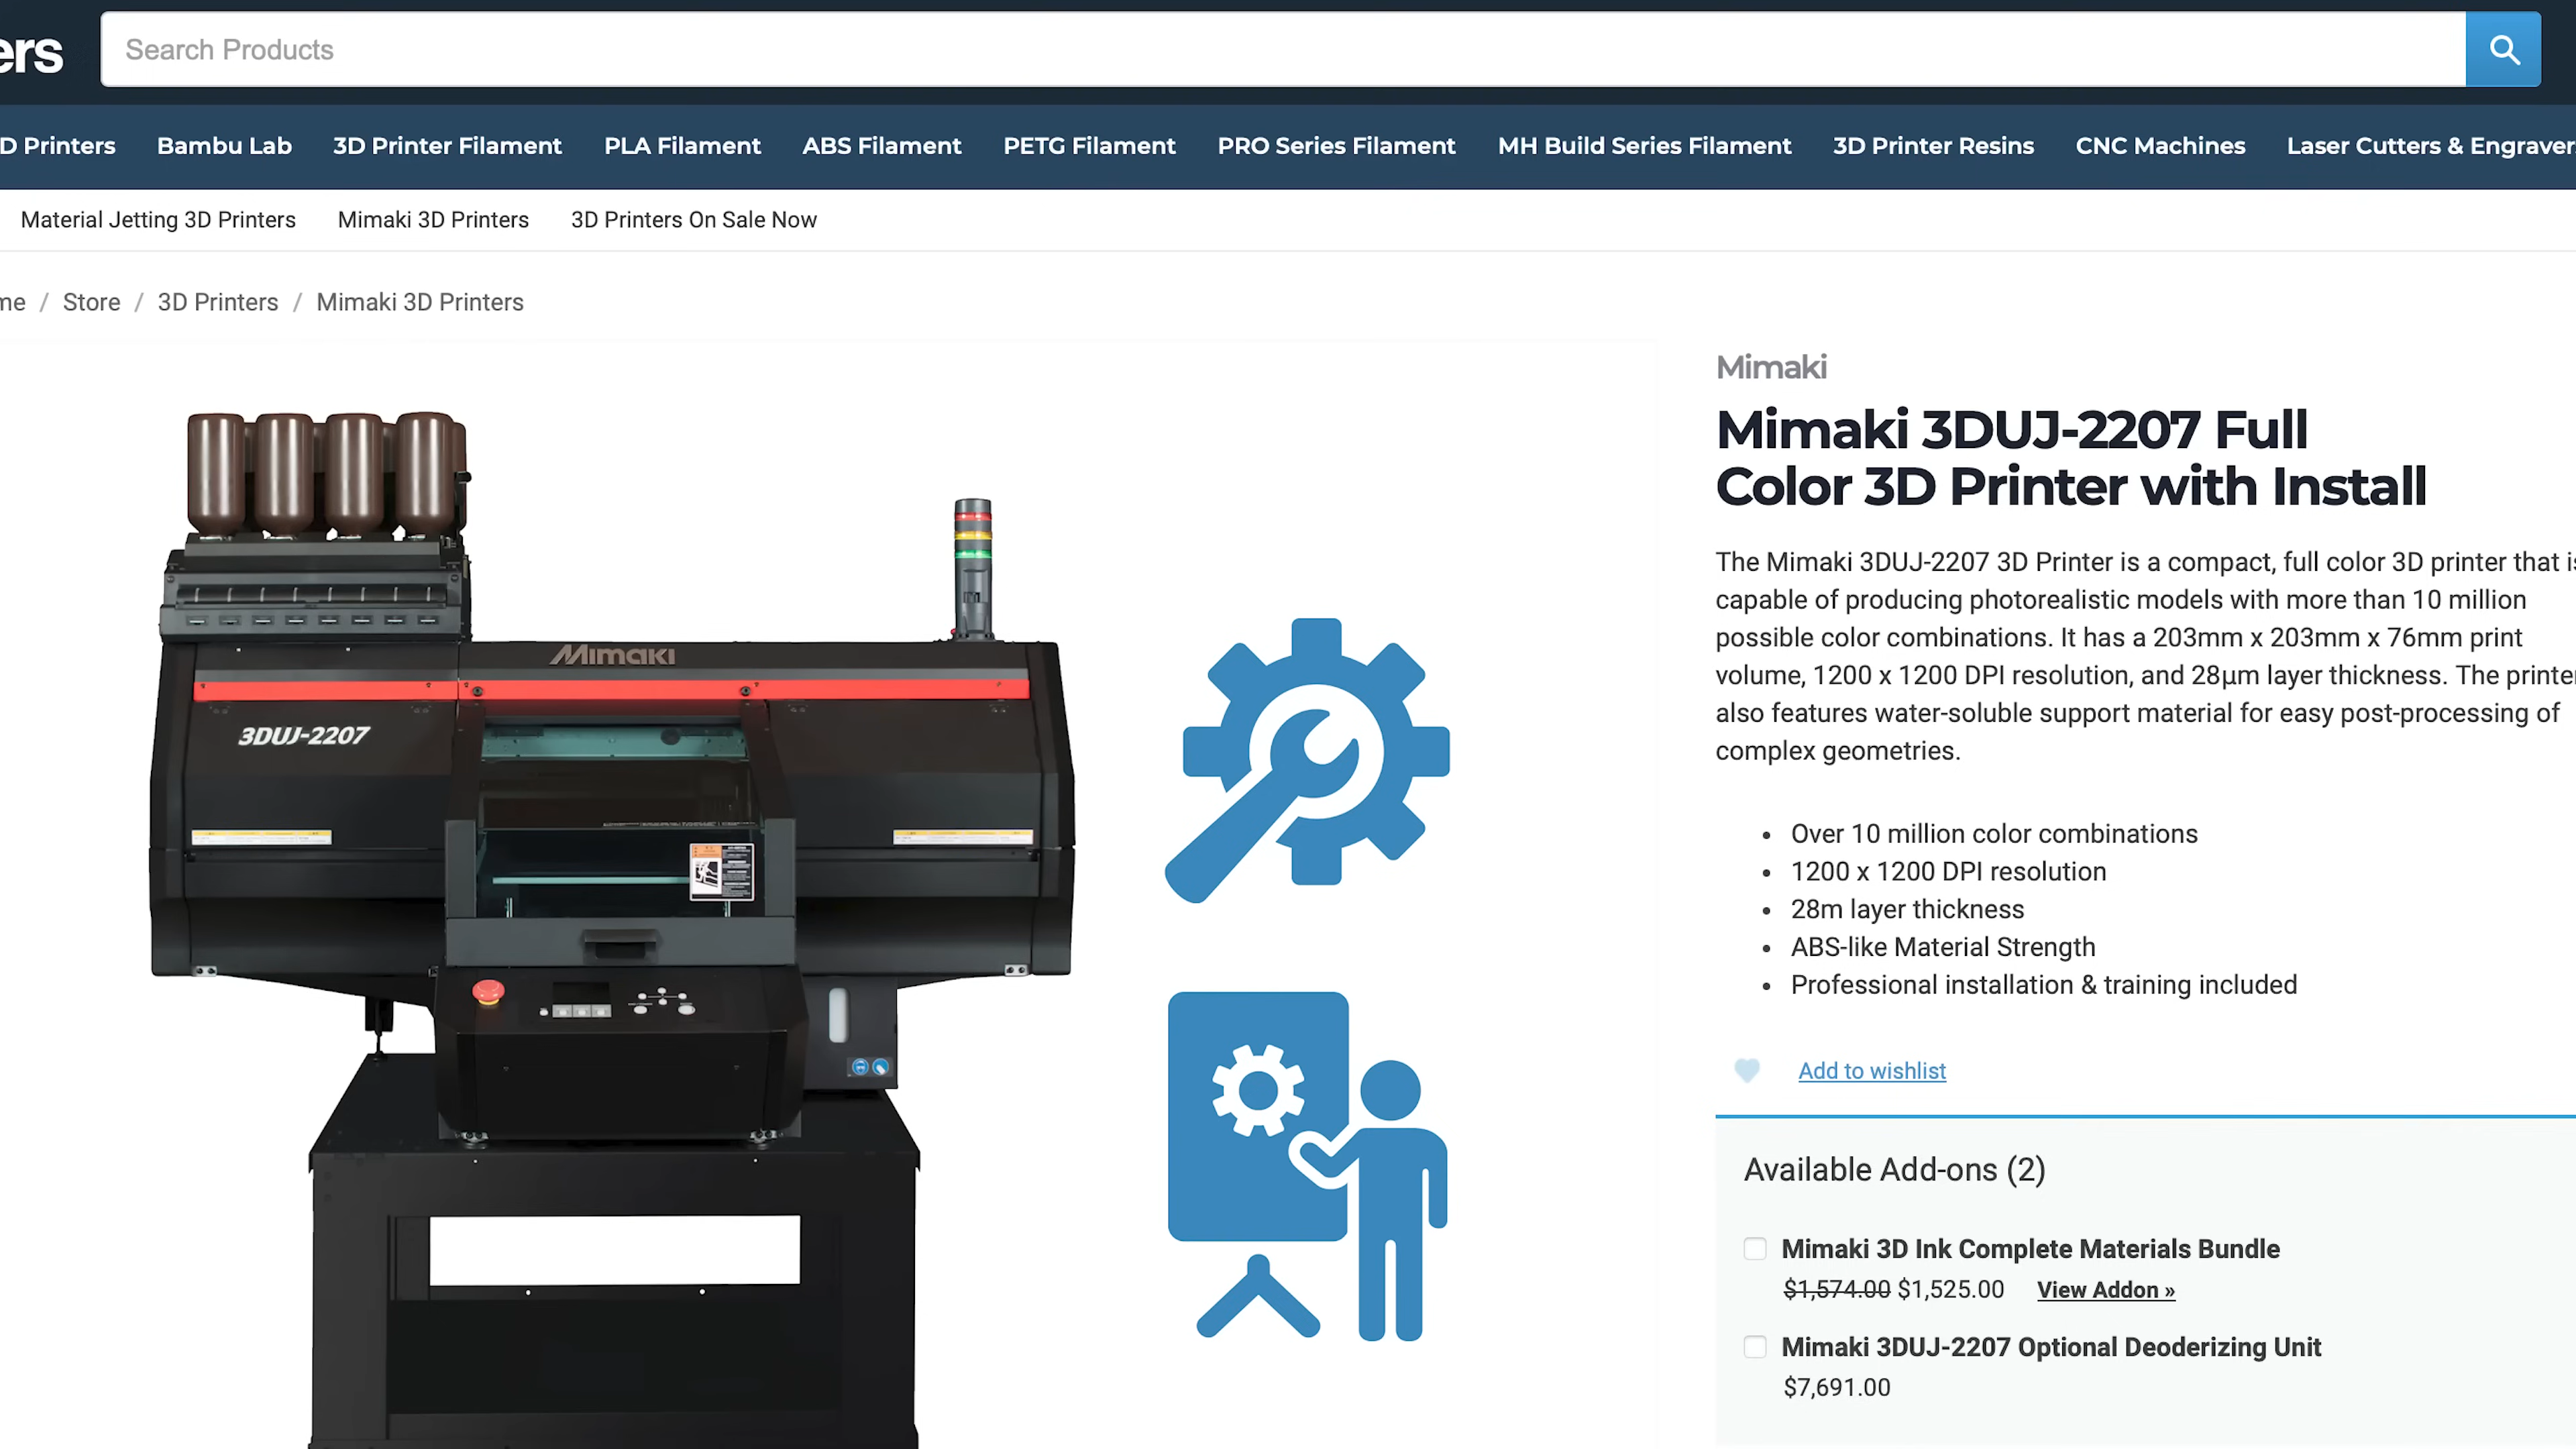 ers
Search Products
D Printers Bambu Lab 3D Printer Filament PLA Filament ABS Filament PETG Filament PRO Series Filament MH Build Series Filament 3D Printer Resins CNC Machines Laser Cutters & Engraver
Material Jetting 3D Printers Mimaki 3D Printers 3D Printers On Sale Now
me / Store / 3D Printers / Mimaki 3D Printers
Mimaki
3DUJ-2207
Mimaki
Mimaki 3DUJ-2207 Full
Color 3D Printer with Install
The Mimaki 3DUJ-2207 3D Printer is a compact, full color 3D printer that is
capable of producing photorealistic models with more than 10 million
possible color combinations. It has a 203mm x 203mm x 76mm print
volume, 1200 x 1200 DPI resolution, and 28µm layer thickness. The printer
also features water-soluble support material for easy post-processing of
complex geometries.
• Over 10 million color combinations
• 1200 x 1200 DPI resolution
• 28m layer thickness
• ABS-like Material Strength
• Professional installation & training included
Add to wishlist
Available Add-ons (2)
Mimaki 3D Ink Complete Materials Bundle
$1,574.00 $1,525.00 View Addon »
Mimaki 3DUJ-2207 Optional Deoderizing Unit
$7,691.00